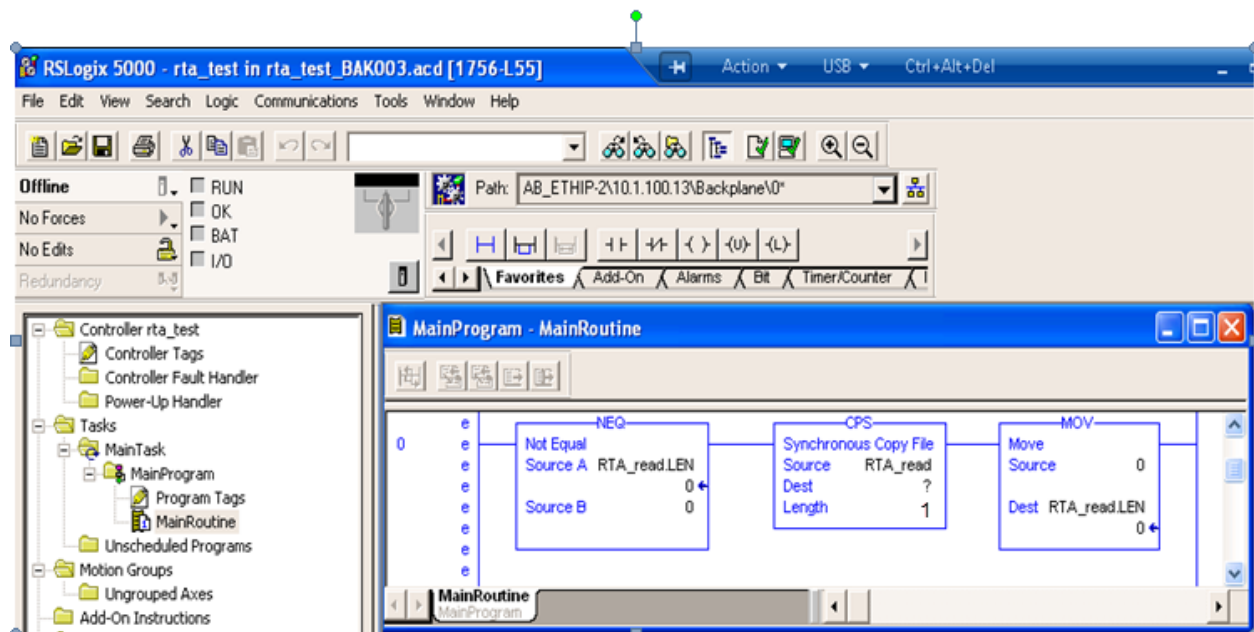 RSLogix 5000 - rta_test in rta_test_BAK003.acd [1756-L55]
Action USB Ctrl+Alt+Del
File Edit View Search Logic Communications Tools Window Help
Offline
RUN
No Forces
OK
No Edits
BAT
Redundancy
I/O
Path: AB_ETHIP-2\10.1.100.13\Backplane\0*
(U) (L)
Favorites Add-On Alarms Bit Timer/Counter
Controller rta_test
Controller Tags
Controller Fault Handler
Power-Up Handler
Tasks
MainTask
MainProgram
Program Tags
MainRoutine
Unscheduled Programs
Motion Groups
Ungrouped Axes
Add-On Instructions
MainProgram - MainRoutine
0
e
e
e
e
e
e
e
e
NEQ
Not Equal
Source A RTA_read.LEN
0
Source B 0
CPS
Synchronous Copy File
Source RTA_read
Dest ?
Length 1
MOV
Move
Source 0
Dest RTA_read.LEN
0
MainRoutine
MainProgram